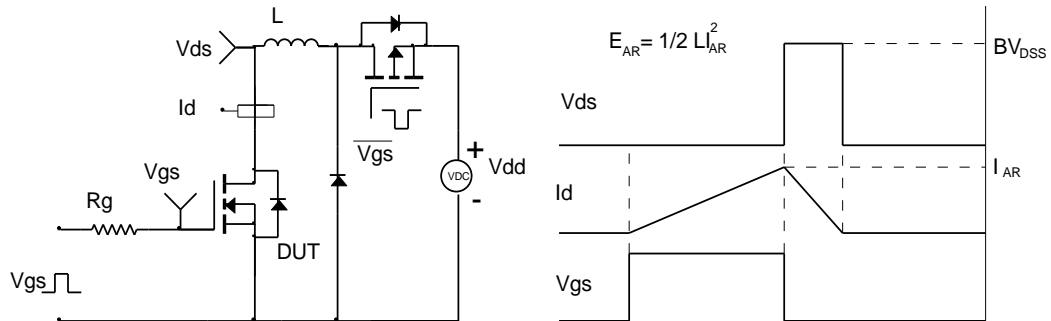 L
Vds
Id
Vgs
Vgs
Rg
DUT
Vgs
+
VDC
-
Vdd
E_AR= 1/2 LI_AR^2
BV_DSS
Vds
I_AR
Id
Vgs